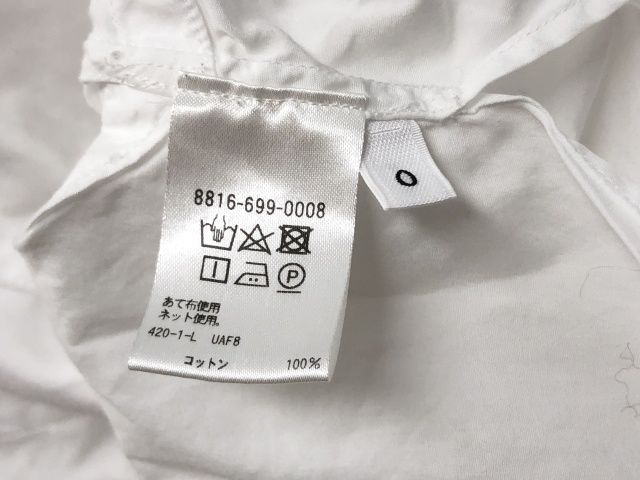 8816-699-0008
P
あて布使用
ネット使用。
420-1-L UAF8
コットン 100%
0